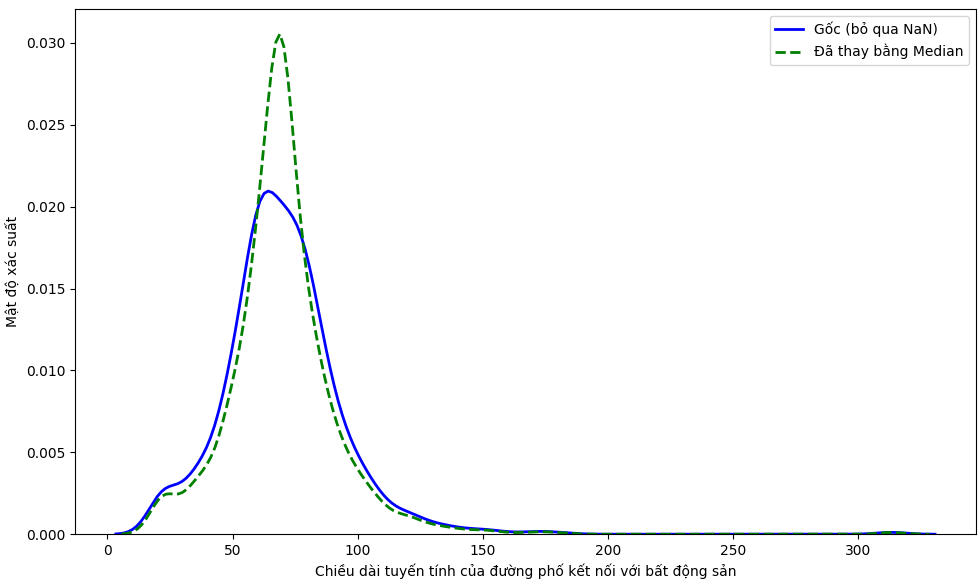 Gốc (bỏ qua NaN)
Đã thay bằng Median
Mật độ xác suất
0.030
0.025
0.020
0.015
0.010
0.005
0.000
0 50 100 150 200 250 300
Chiều dài tuyến tính của đường phố kết nối với bất động sản